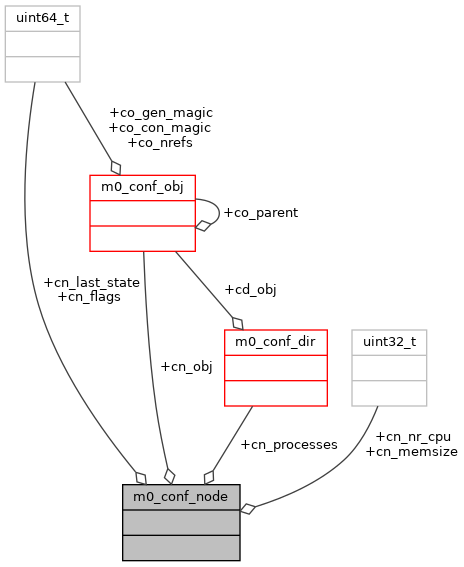 uint64_t
+co_gen_magic
+co_con_magic
+co_nrefs
m0_conf_obj
+co_parent
+cn_last_state
+cn_flags
+cd_obj
m0_conf_dir
uint32_t
+cn_obj
+cn_processes
+cn_nr_cpu
+cn_memsize
m0_conf_node